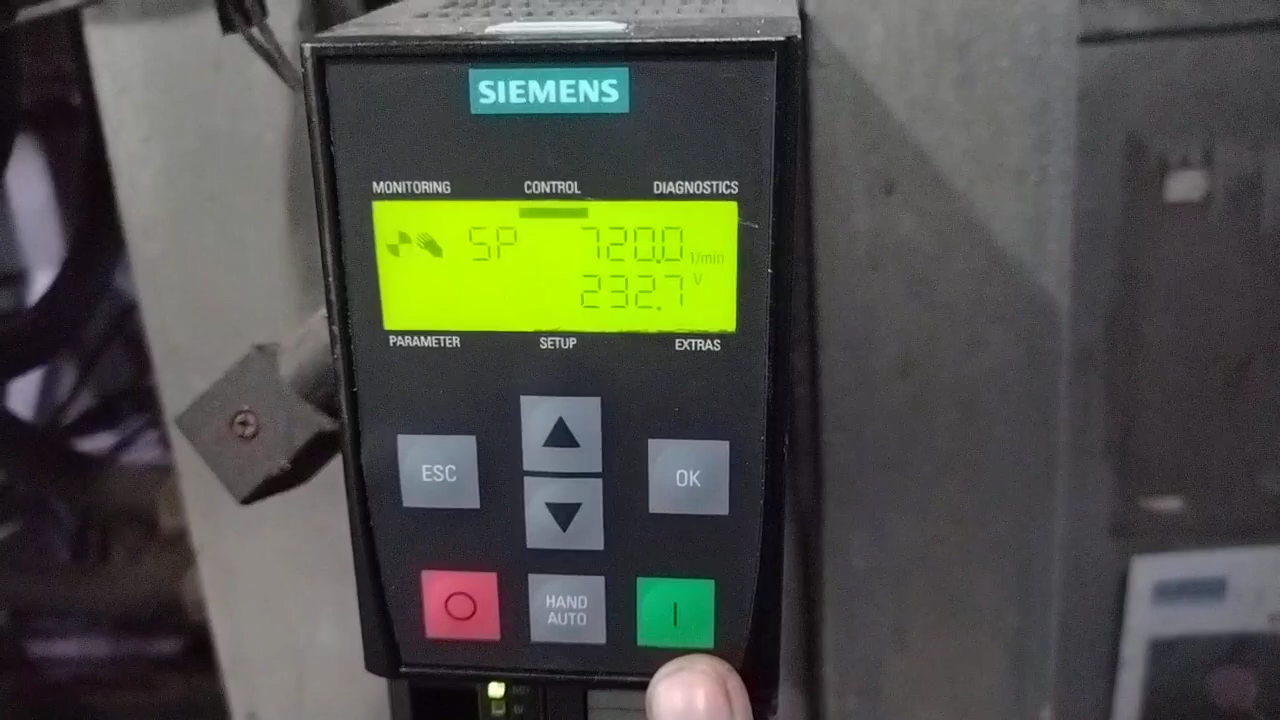 SIEMENS
MONITORING CONTROL DIAGNOSTICS
SP 720.0 1/min
232.7 V
PARAMETER SETUP EXTRAS
ESC OK
HAND
AUTO